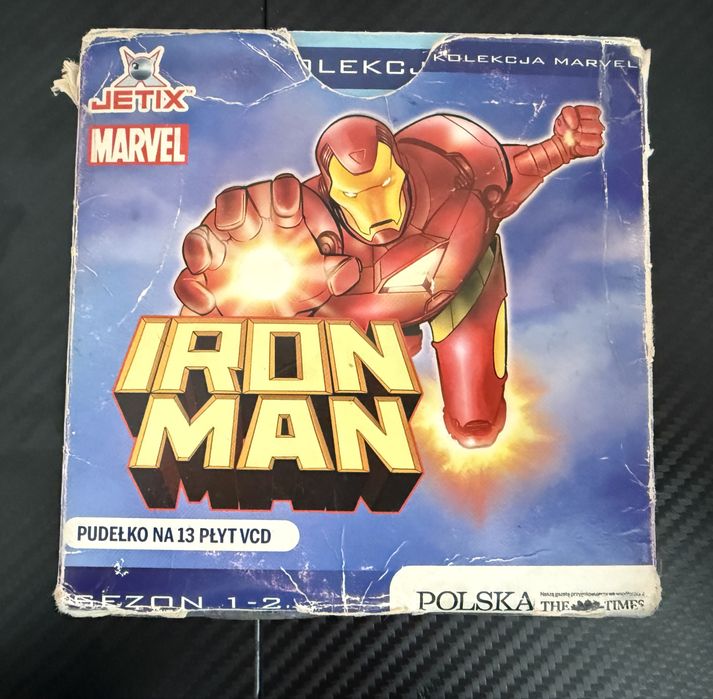 OLEKCJ
KOLEKCJA MARVEL
JETIX
MARVEL
IRON
MAN
PUDEŁKO NA 13 PŁYT VCD
SEZON 1-2.
POLSKA THE TIMES